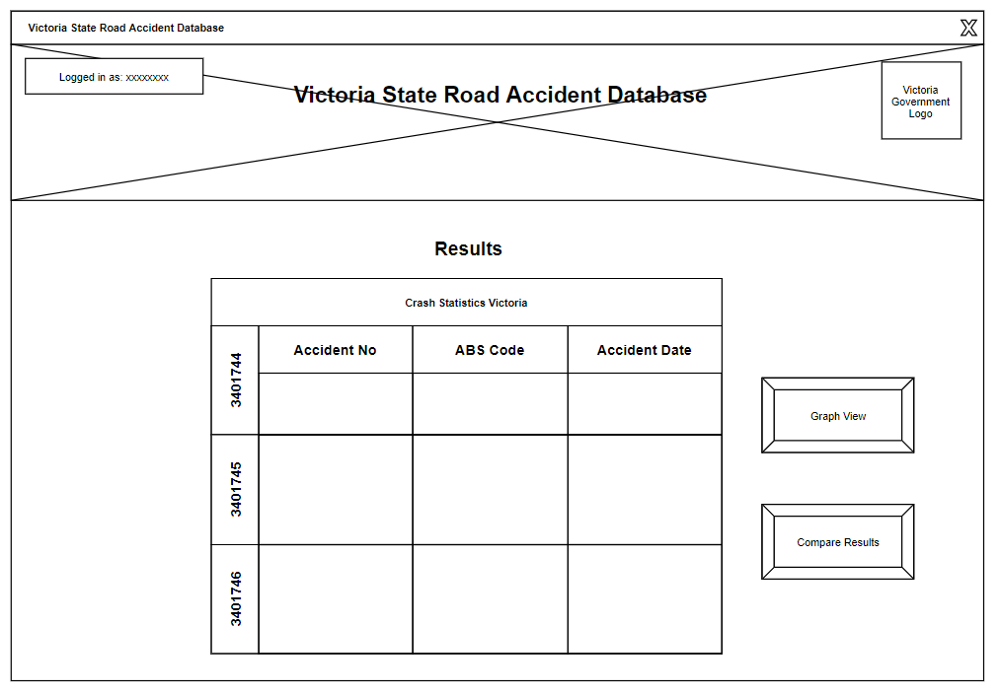 Victoria State Road Accident Database
X
Logged in as: xxxxxxxx
Victoria State Road Accident Database
Victoria
Government
Logo
Results
Crash Statistics Victoria
Accident No
ABS Code
Accident Date
3401744
3401745
3401746
Graph View
Compare Results